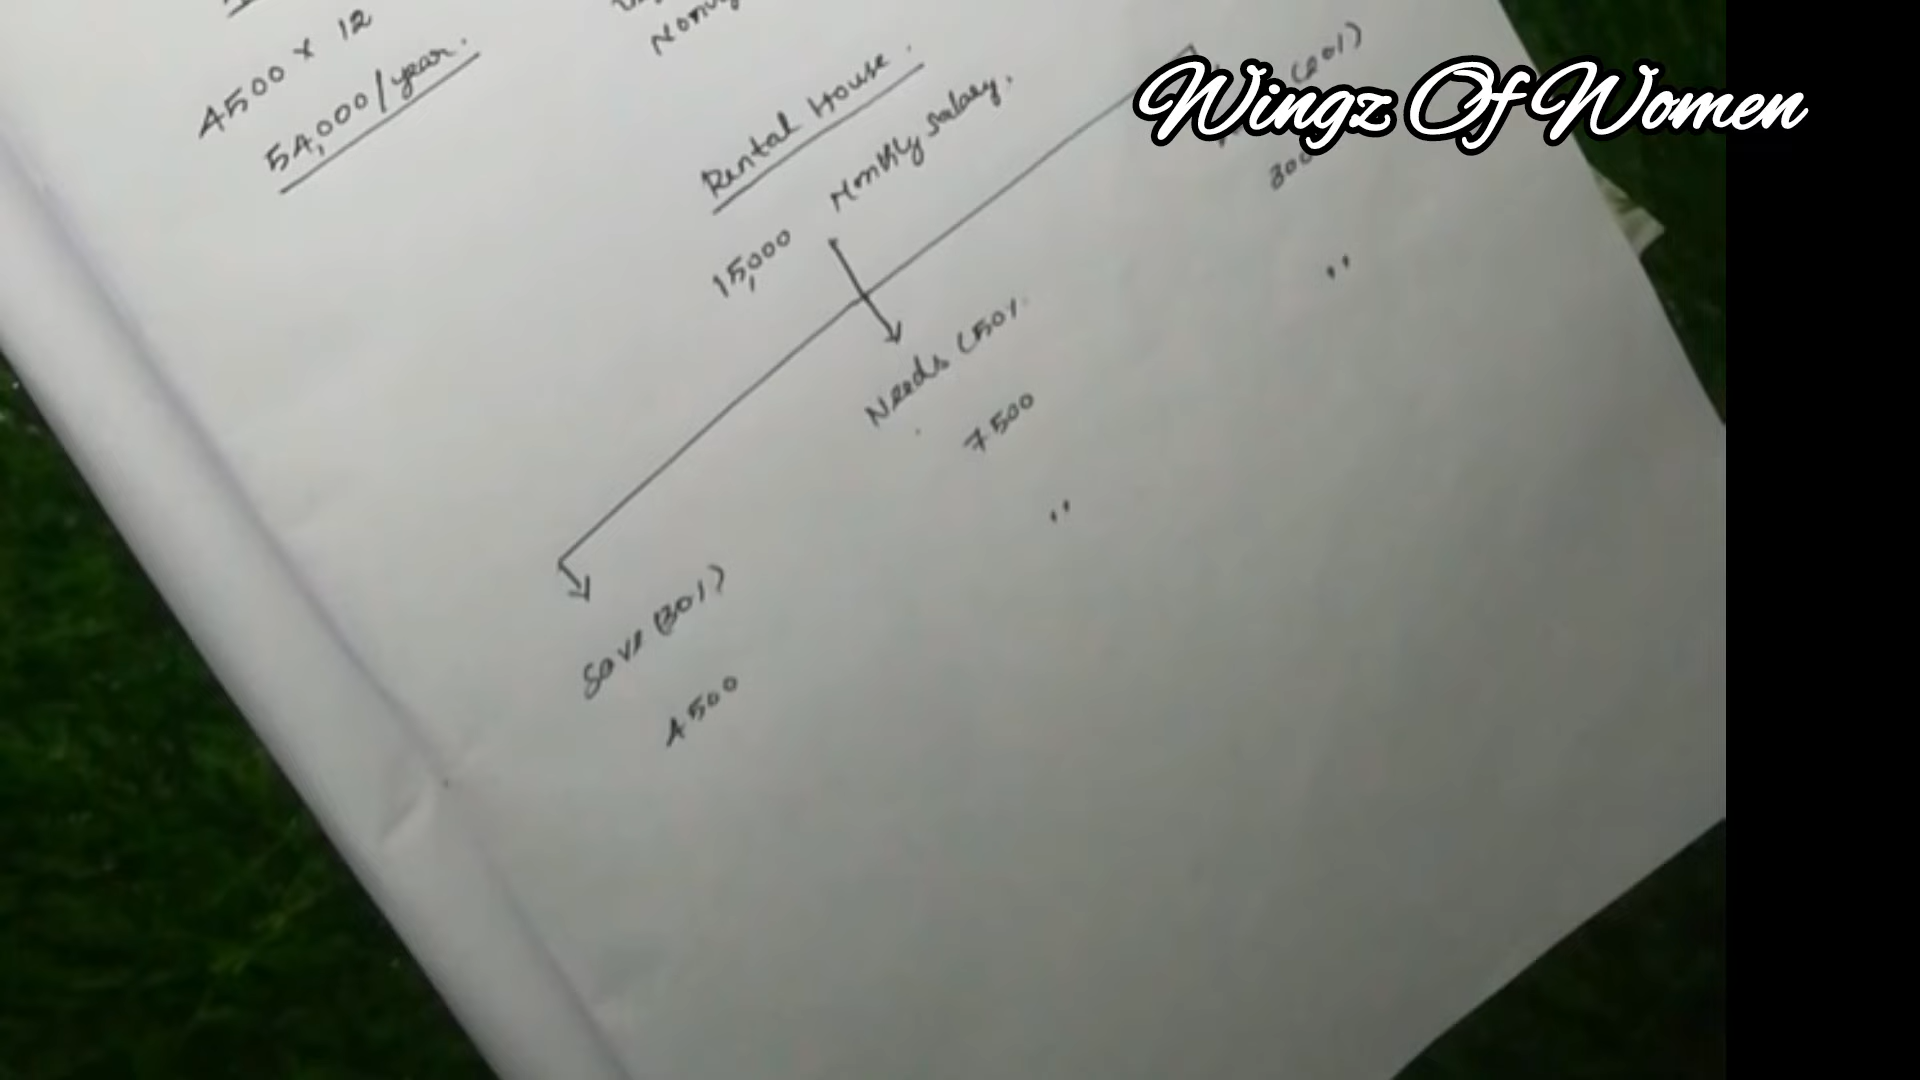 4500 x 12
54,000/year.
Rental House.
15,000 Monthly salary.
(20%)
Needs (50%.
7500
,,
,,
Save (30%)
4500
Wingz Of Women